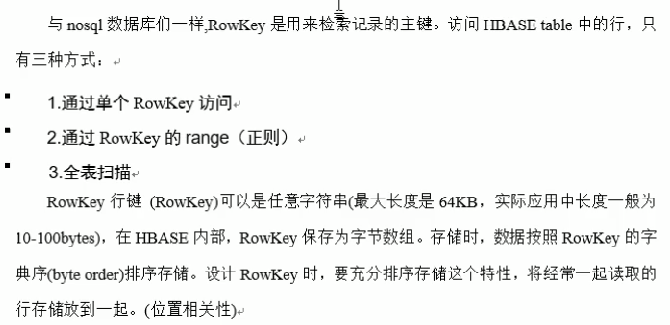 与 nosql 数据库们一样,RowKey 是用来检索记录的主键。访问 HBASE table 中的行，只
有三种方式：
1.通过单个 RowKey 访问
2.通过 RowKey 的 range（正则）
3.全表扫描
RowKey 行键 (RowKey)可以是任意字符串(最大长度是 64KB，实际应用中长度一般为
10-100bytes)，在 HBASE 内部，RowKey 保存为字节数组。存储时，数据按照 RowKey 的字
典序(byte order)排序存储。设计 RowKey 时，要充分排序存储这个特性，将经常一起读取的
行存储放到一起。(位置相关性)